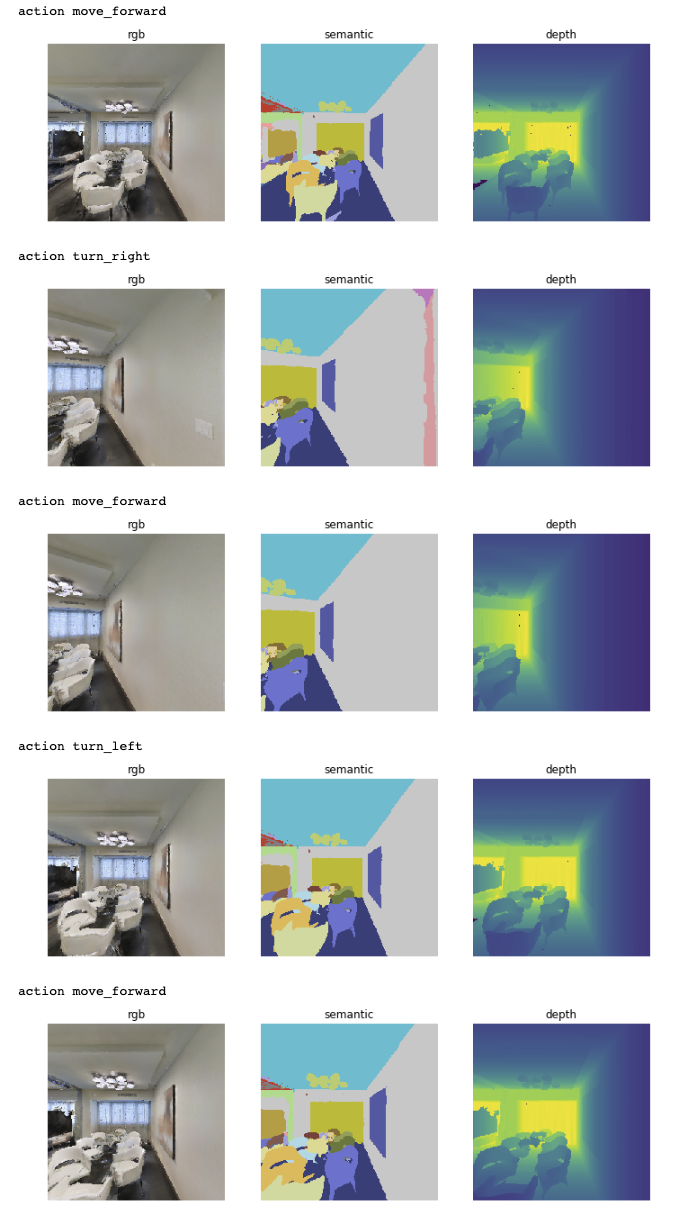 action move_forward
rgb semantic depth
action turn_right
rgb semantic depth
action move_forward
rgb semantic depth
action turn_left
rgb semantic depth
action move_forward
rgb semantic depth